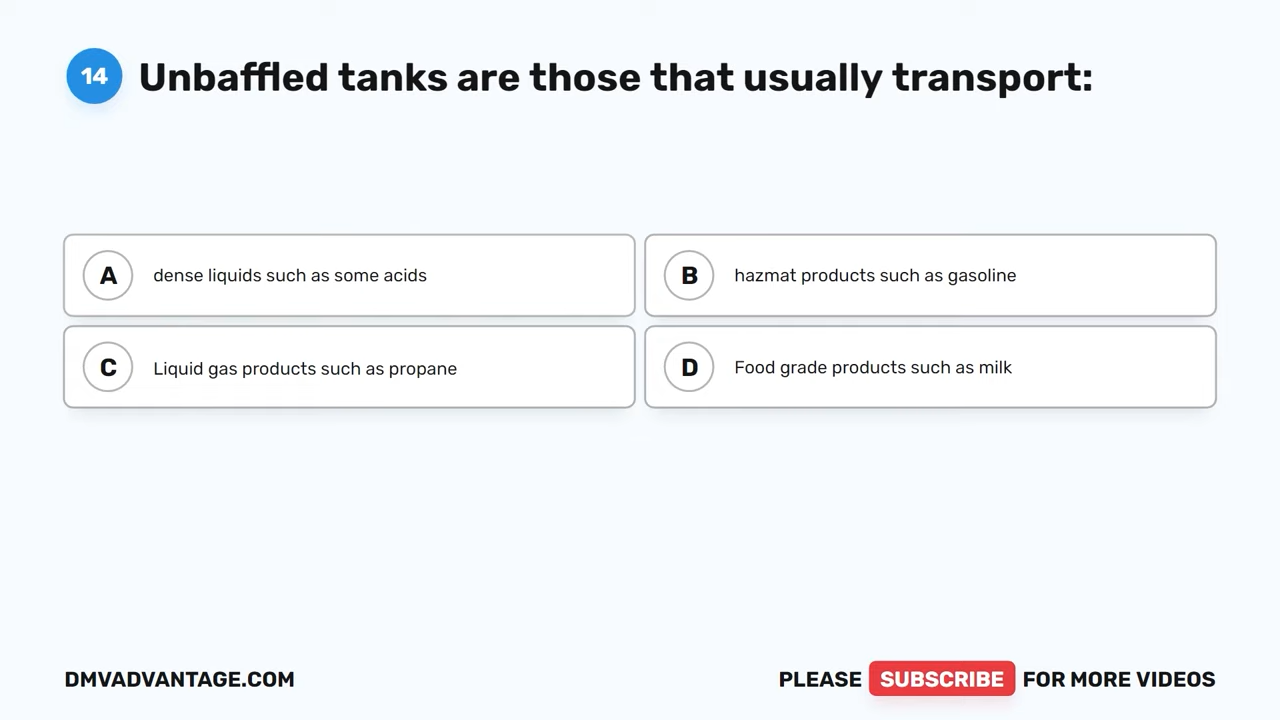 14 Unbaffled tanks are those that usually transport:
A dense liquids such as some acids
B hazmat products such as gasoline
C Liquid gas products such as propane
D Food grade products such as milk
DMVADVANTAGE.COM
PLEASE SUBSCRIBE FOR MORE VIDEOS